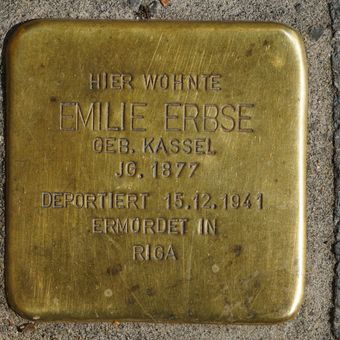 HIER WOHNTE
EMILIE ERBSE
GEB. KASSEL
JG. 1877
DEPORTIERT 15.12.1941
ERMORDET IN
RIGA